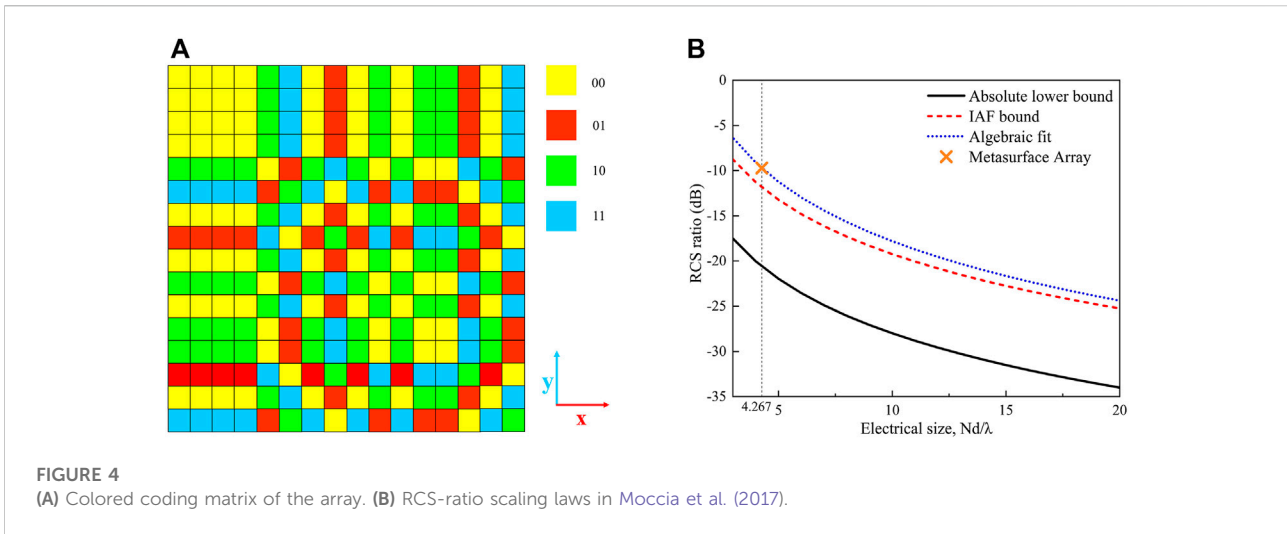 A
00
01
10
11
y
x
B
0
-5
-10
-15
-20
-25
-30
-35
RCS ratio (dB)
Absolute lower bound
IAF bound
Algebraic fit
Metasurface Array
4.267
5
10
15
20
Electrical size, Nd/λ
FIGURE 4
(A) Colored coding matrix of the array. (B) RCS-ratio scaling laws in Moccia et al. (2017).